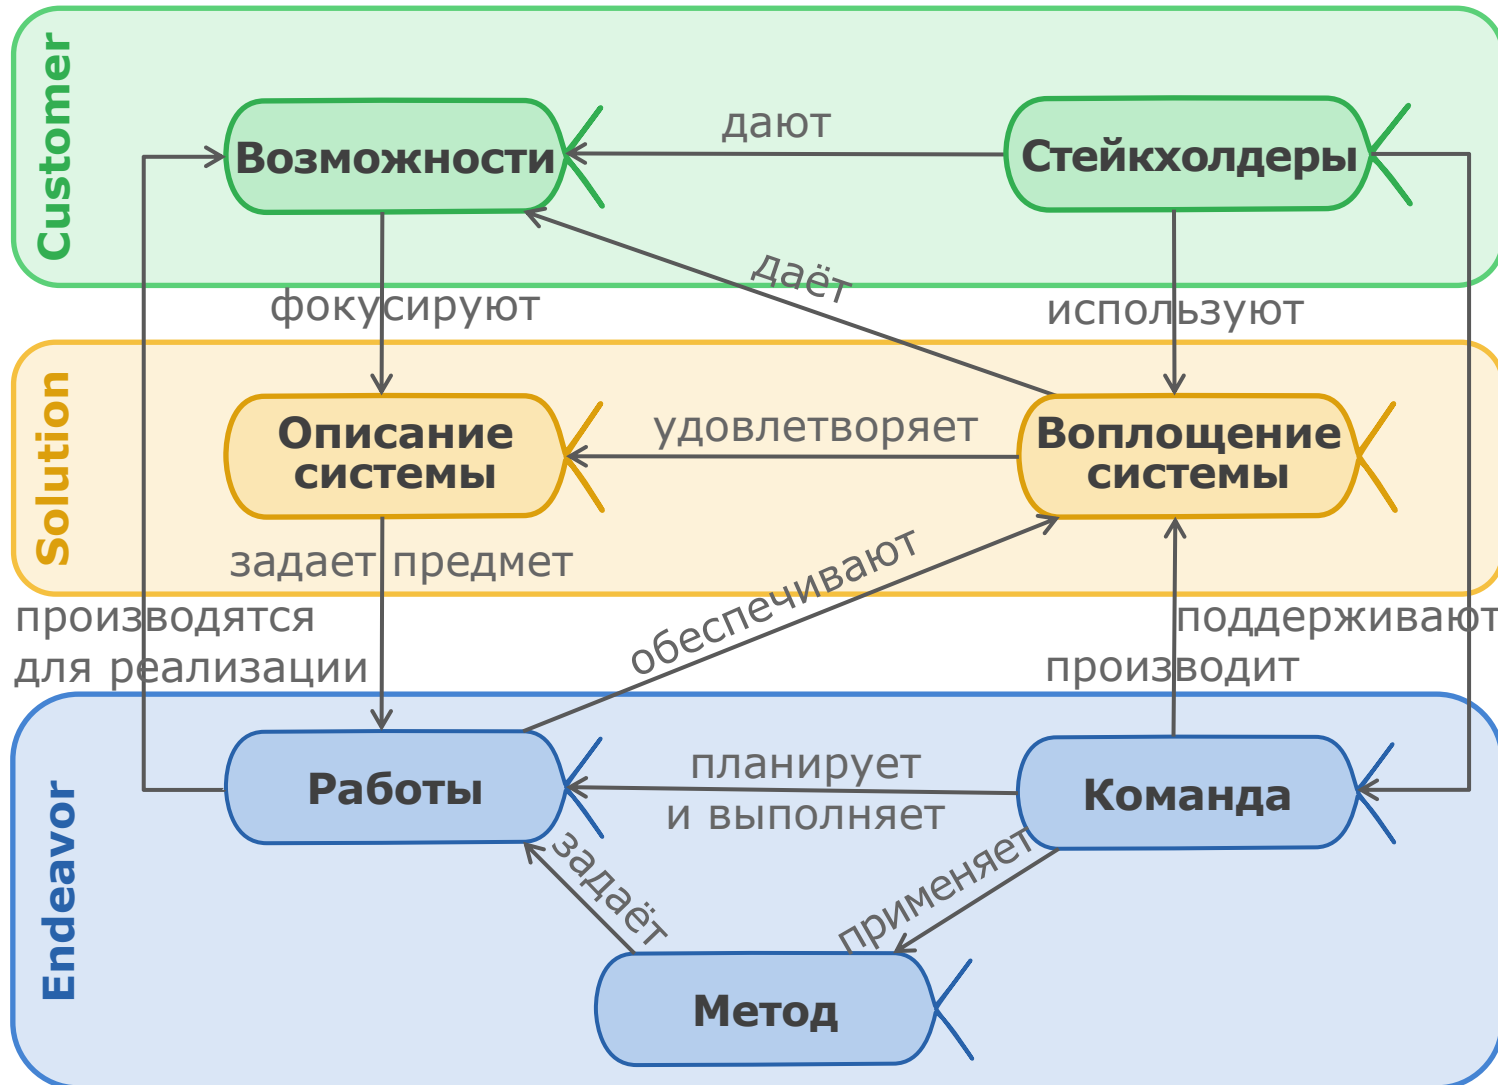 Customer
Возможности
дают
Стейкхолдеры
фокусируют
даёт
используют
Solution
Описание
системы
удовлетворяет
Воплощение
системы
задает предмет
обеспечивают
производятся
для реализации
поддерживают
производит
Endeavor
Работы
планирует
и выполняет
Команда
задаёт
применяет
Метод